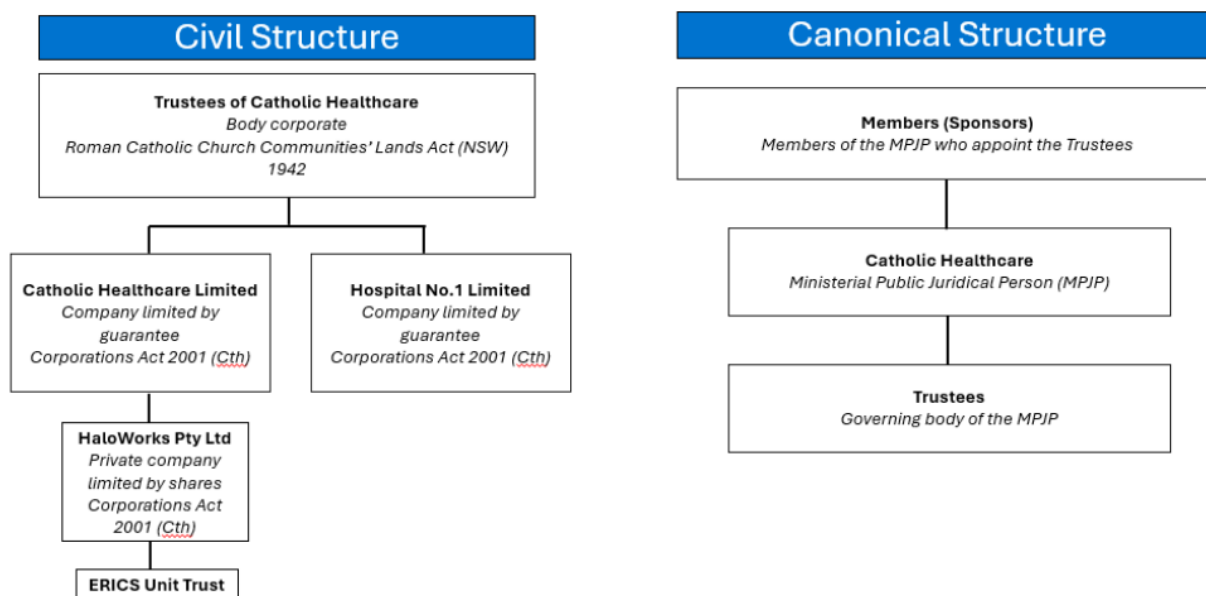 Civil Structure
Trustees of Catholic Healthcare
Body corporate
Roman Catholic Church Communities' Lands Act (NSW)
1942
Catholic Healthcare Limited
Company limited by
guarantee
Corporations Act 2001 (Cth)
Hospital No.1 Limited
Company limited by
guarantee
Corporations Act 2001 (Cth)
HaloWorks Pty Ltd
Private company
limited by shares
Corporations Act
2001 (Cth)
ERICS Unit Trust
Canonical Structure
Members (Sponsors)
Members of the MPJP who appoint the Trustees
Catholic Healthcare
Ministerial Public Juridical Person (MPJP)
Trustees
Governing body of the MPJP